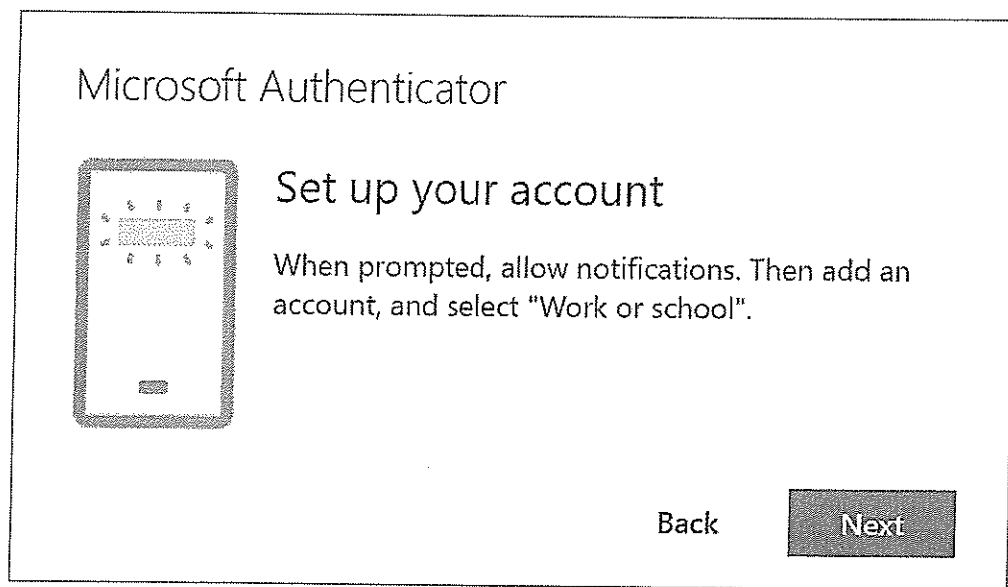 Microsoft Authenticator
Set up your account
When prompted, allow notifications. Then add an
account, and select "Work or school".
Back
Next